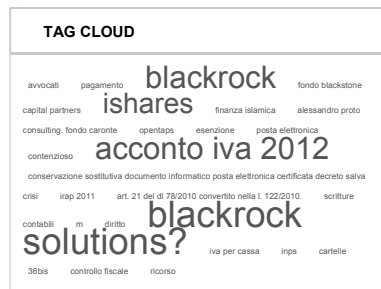 TAG CLOUD
avvocati pagamento blackrock fondo blackstone
capital partners ishares finanza islamica alessandro proto
consulting. fondo caronte opentaps esenzione posta elettronica
contenzioso acconto iva 2012
conservazione sostitutiva documento informatico posta elettronica certificata decreto salva
crisi irap 2011 art. 21 del dl 78/2010 convertito nella l. 122/2010. scritture
contabili m diritto blackrock
solutions? iva per cassa inps cartelle
36bis controllo fiscale ricorso